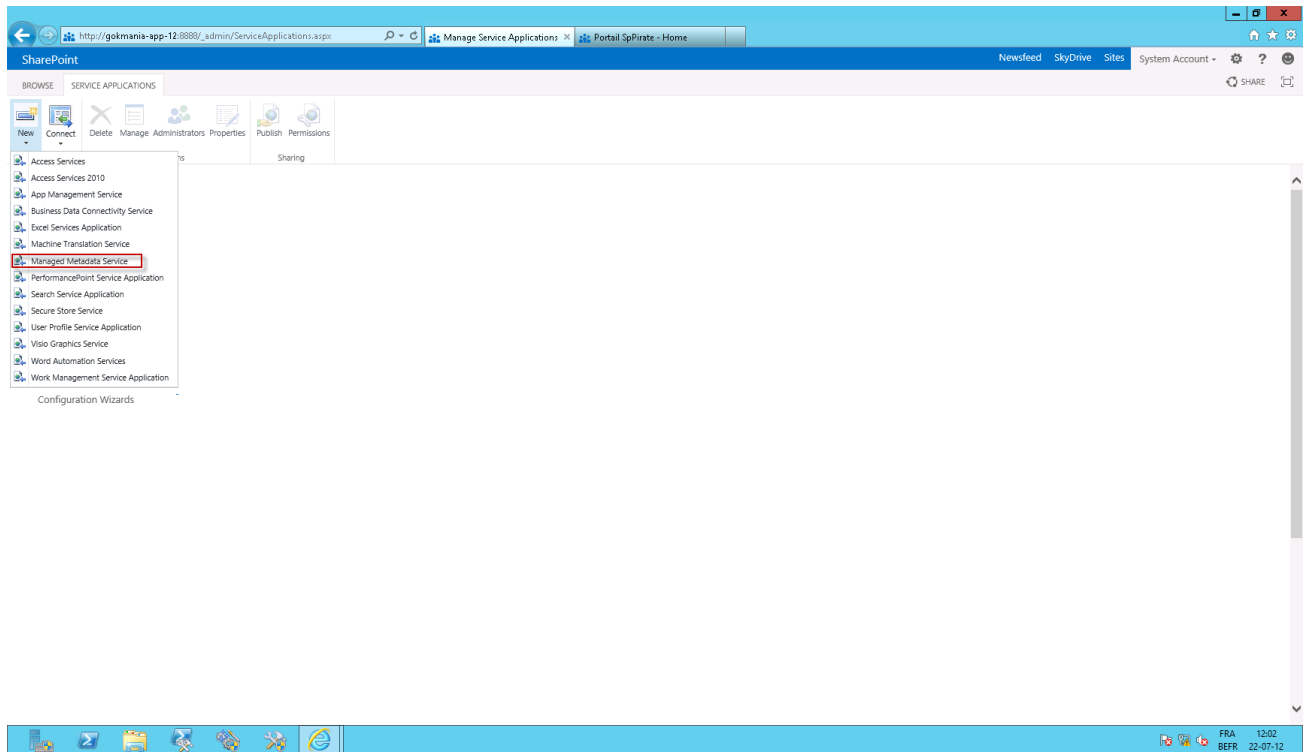 http://gokmania-app-12:8888/_admin/ServiceApplications.aspx
Manage Service Applications
Portail SpPirate - Home
SharePoint
Newsfeed SkyDrive Sites System Account
BROWSE SERVICE APPLICATIONS
SHARE
New Connect Delete Manage Administrators Properties Publish Permissions
ns Sharing
Access Services
Access Services 2010
App Management Service
Business Data Connectivity Service
Excel Services Application
Machine Translation Service
Managed Metadata Service
PerformancePoint Service Application
Search Service Application
Secure Store Service
User Profile Service Application
Visio Graphics Service
Word Automation Services
Work Management Service Application
Configuration Wizards
FRA 12:02
BEFR 22-07-12